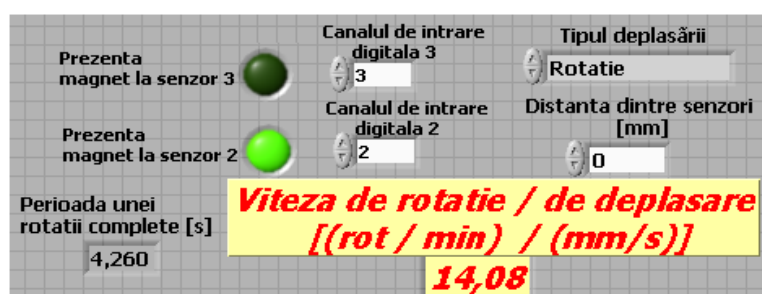 Prezenta
magnet la senzor 3
Canalul de intrare
digitala 3
3
Tipul deplasãrii
Rotatie
Prezenta
magnet la senzor 2
Canalul de intrare
digitala 2
2
Distanta dintre senzori
[mm]
0
Perioada unei
rotatii complete [s]
4,260
Viteza de rotatie / de deplasare
[(rot / min) / (mm/s)]
14,08